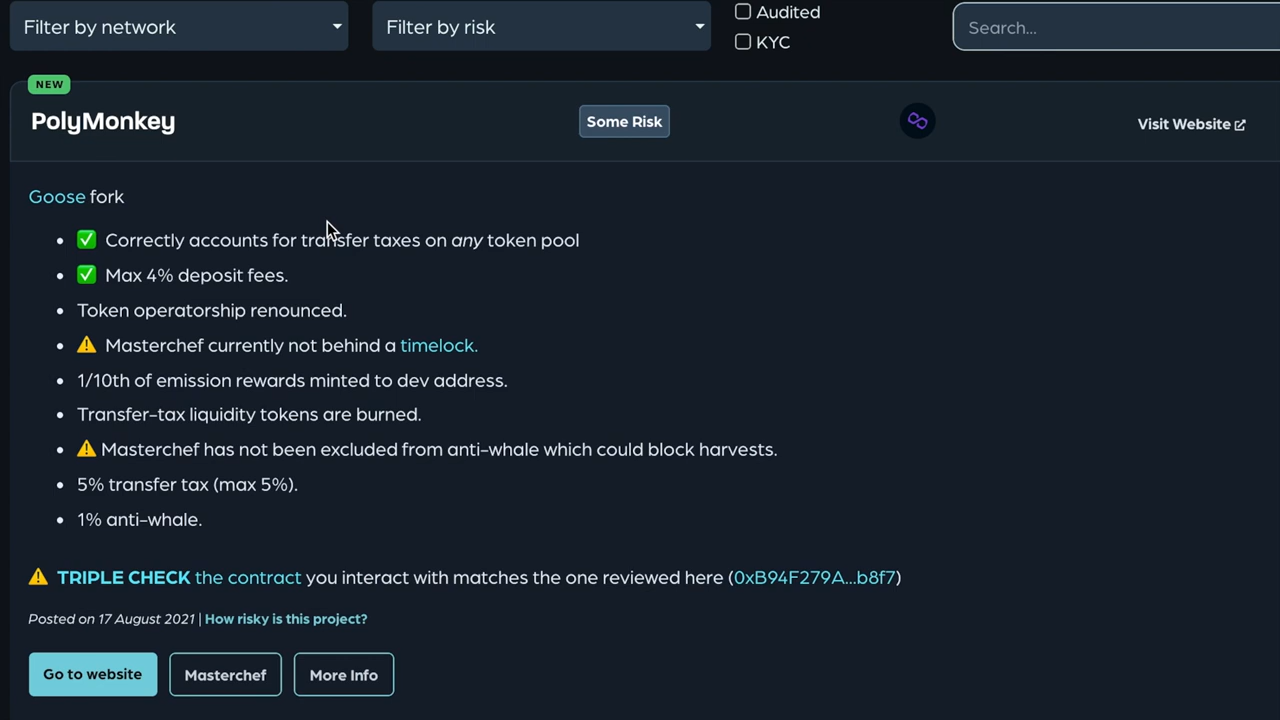 Filter by network
Filter by risk
Audited
KYC
Search...
NEW
PolyMonkey
Some Risk
Visit Website
Goose fork
Correctly accounts for transfer taxes on any token pool
Max 4% deposit fees.
Token operatorship renounced.
Masterchef currently not behind a timelock.
1/10th of emission rewards minted to dev address.
Transfer-tax liquidity tokens are burned.
Masterchef has not been excluded from anti-whale which could block harvests.
5% transfer tax (max 5%).
1% anti-whale.
TRIPLE CHECK the contract you interact with matches the one reviewed here (0xB94F279A...b8f7)
Posted on 17 August 2021 | How risky is this project?
Go to website
Masterchef
More Info